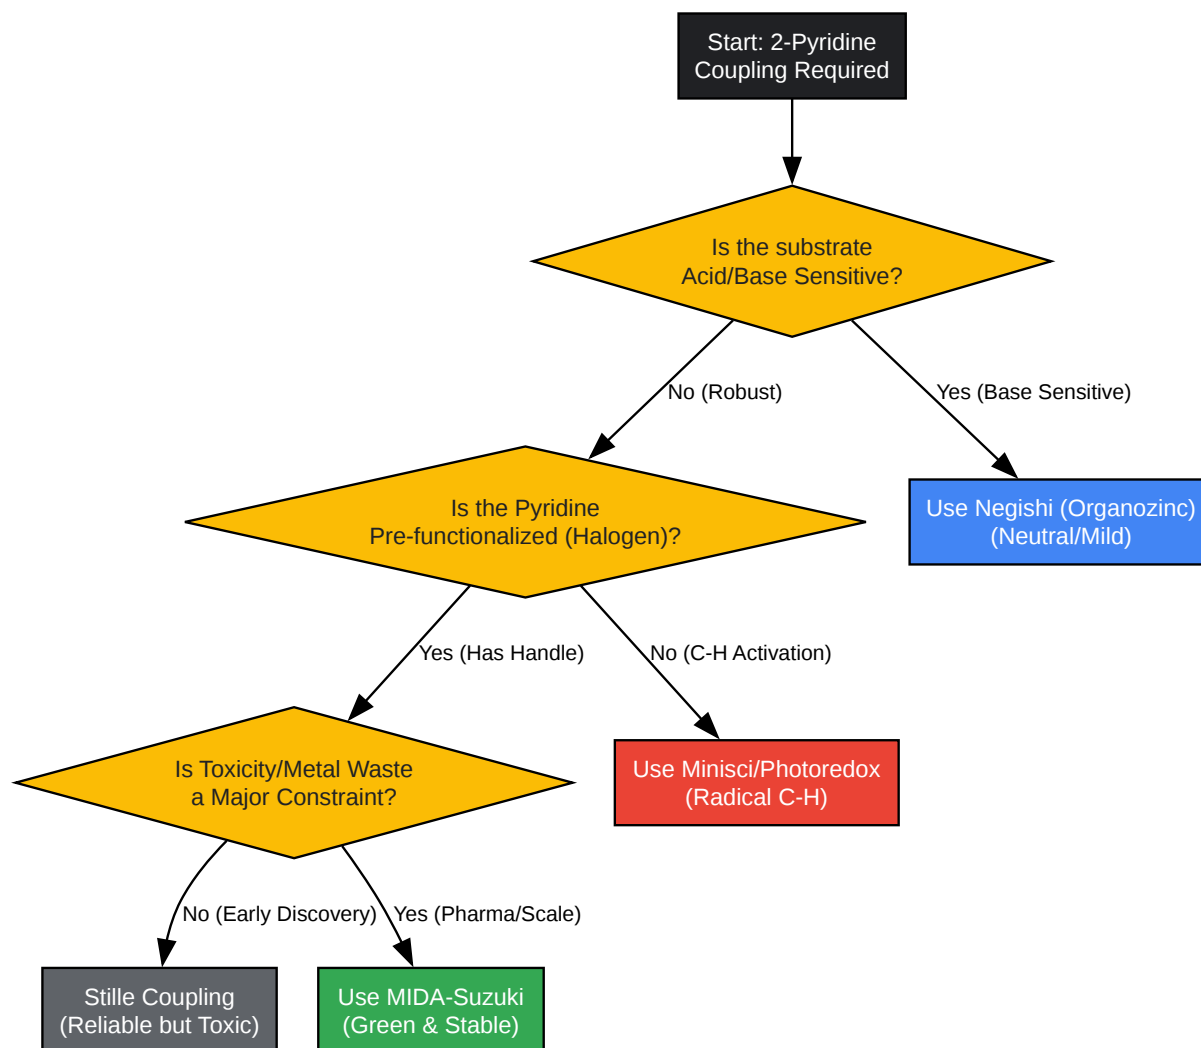 Start: 2-Pyridine
Coupling Required
Is the substrate
Acid/Base Sensitive?
No (Robust)
Yes (Base Sensitive)
Is the Pyridine
Pre-functionalized (Halogen)?
Use Negishi (Organozinc)
(Neutral/Mild)
Yes (Has Handle)
No (C-H Activation)
Is Toxicity/Metal Waste
a Major Constraint?
Use Minisci/Photoredox
(Radical C-H)
No (Early Discovery)
Yes (Pharma/Scale)
Stille Coupling
(Reliable but Toxic)
Use MIDA-Suzuki
(Green & Stable)